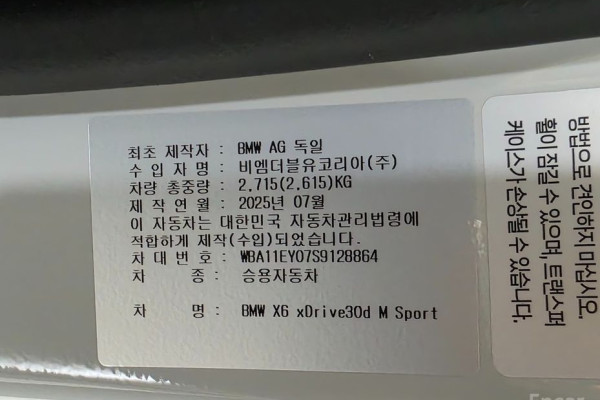 최초 제작자 : BMW AG 독일
수 입 자 명 : 비엠더블유코리아(주)
차량 총중량 : 2,715(2,615)KG
제 작 연 월 : 2025년 07월
이 자동차는 대한민국 자동차관리법령에
적합하게 제작(수입)되었습니다.
차 대 번 호 : WBA11EY07S9128864
차 종 : 승용자동차
차 명 : BMW X6 xDrive30d M Sport
방법으로 견인하지 마십시오.
휠이 잠길 수 있으며, 트랜스퍼
케이스가 손상될 수 있습니다.
Encar